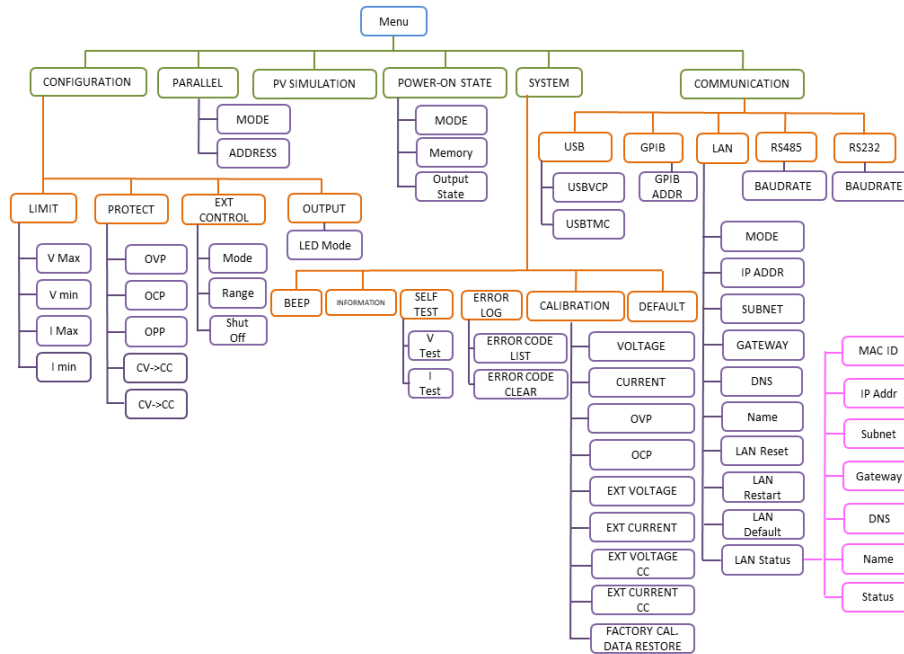 Menu
CONFIGURATION
PARALLEL
PV SIMULATION
POWER-ON STATE
SYSTEM
COMMUNICATION
MODE
ADDRESS
MODE
Memory
Output
State
USB
GPIB
LAN
RS485
RS232
USBVCP
USBTMC
GPIB
ADDR
BAUDRATE
BAUDRATE
LIMIT
PROTECT
EXT
CONTROL
OUTPUT
V Max
V min
I Max
I min
OVP
OCP
OPP
CV->CC
CV->CC
Mode
Range
Shut
Off
LED Mode
BEEP
INFORMATION
SELF
TEST
ERROR
LOG
CALIBRATION
DEFAULT
V
Test
I
Test
ERROR CODE
LIST
ERROR CODE
CLEAR
VOLTAGE
CURRENT
OVP
OCP
EXT VOLTAGE
EXT CURRENT
EXT VOLTAGE
CC
EXT CURRENT
CC
FACTORY CAL.
DATA RESTORE
MODE
IP ADDR
SUBNET
GATEWAY
DNS
Name
LAN Reset
LAN
Restart
LAN
Default
LAN Status
MAC ID
IP Addr
Subnet
Gateway
DNS
Name
Status